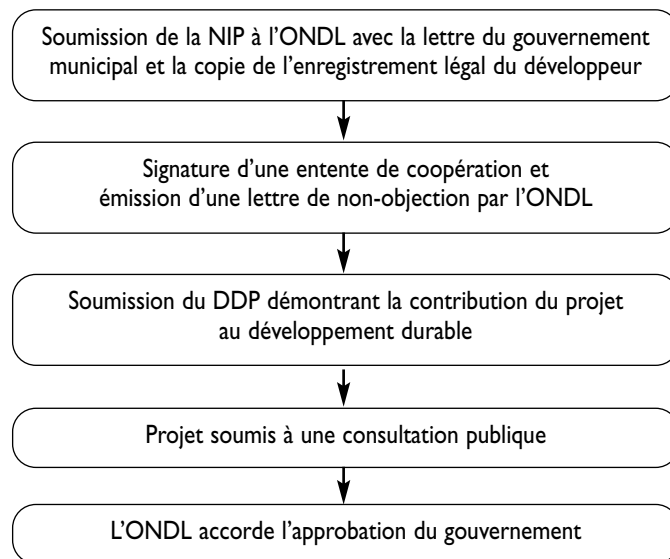 Soumission de la NIP à l’ONDL avec la lettre du gouvernement
municipal et la copie de l’enregistrement légal du développeur
Signature d’une entente de coopération et
émission d’une lettre de non-objection par l’ONDL
Soumission du DDP démontrant la contribution du projet
au développement durable
Projet soumis à une consultation publique
L’ONDL accorde l’approbation du gouvernement